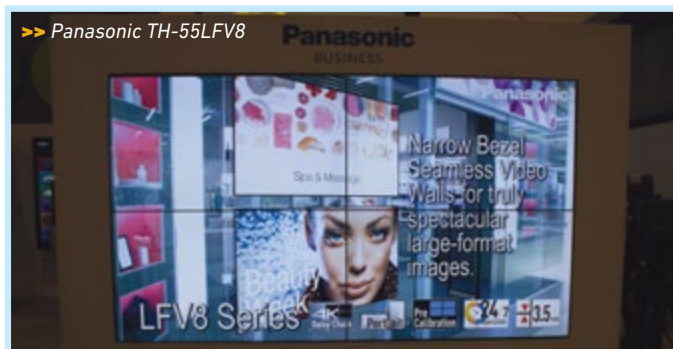 >> Panasonic TH-55LFV8
Panasonic
BUSINESS
Panasonic
Spa & Massage
Narrow Bezel
Seamless Video
Walls for truly
spectacular
large-format
images.
Beauty
Week
LFV8 Series
4K
Portrait
Pre
Calibration
24/7
3.5